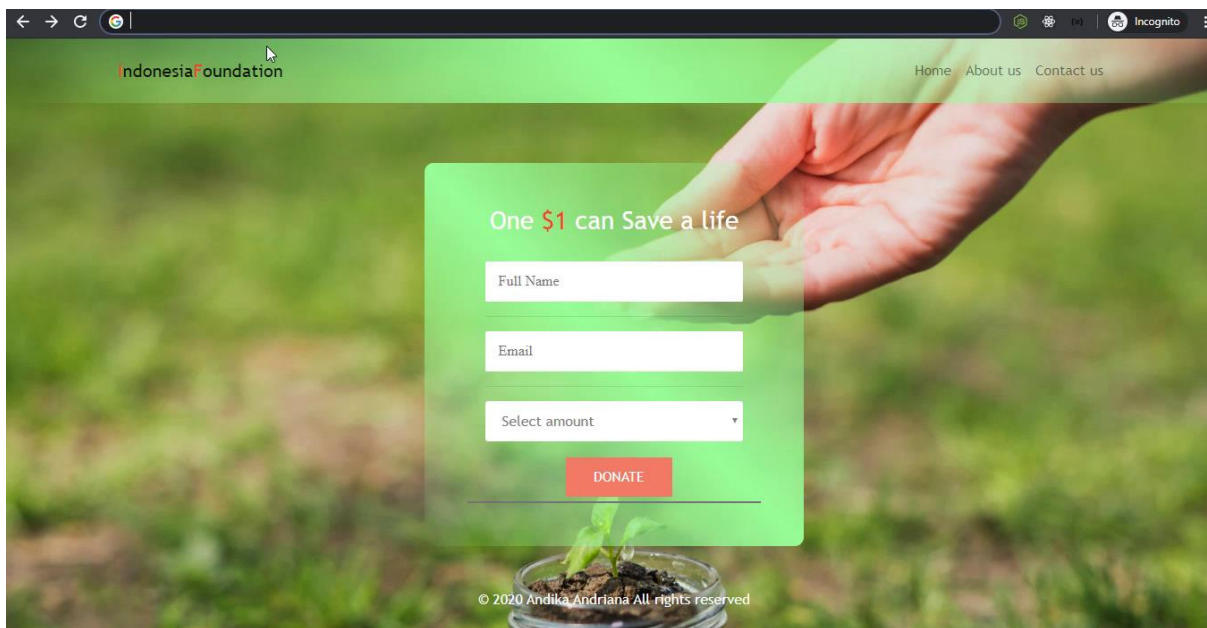 Incognito
IndonesiaFoundation
Home About us Contact us
One $1 can Save a life
Full Name
Email
Select amount
DONATE
© 2020 Andika Andriana All rights reserved